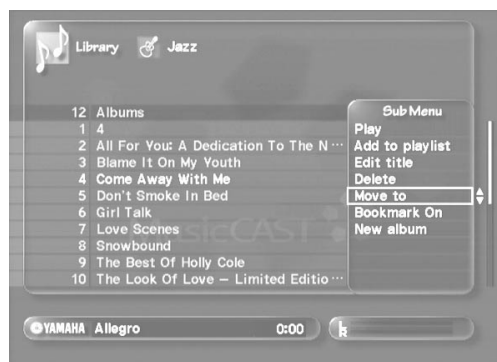 Library Jazz
12 Albums
1 4
2 All For You: A Dedication To The N ···
3 Blame It On My Youth
4 Come Away With Me
5 Don't Smoke In Bed
6 Girl Talk
7 Love Scenes
8 Snowbound
9 The Best Of Holly Cole
10 The Look Of Love – Limited Editio ···
Sub Menu
Play
Add to playlist
Edit title
Delete
Move to
Bookmark On
New album
MusicCAST
YAMAHA Allegro 0:00